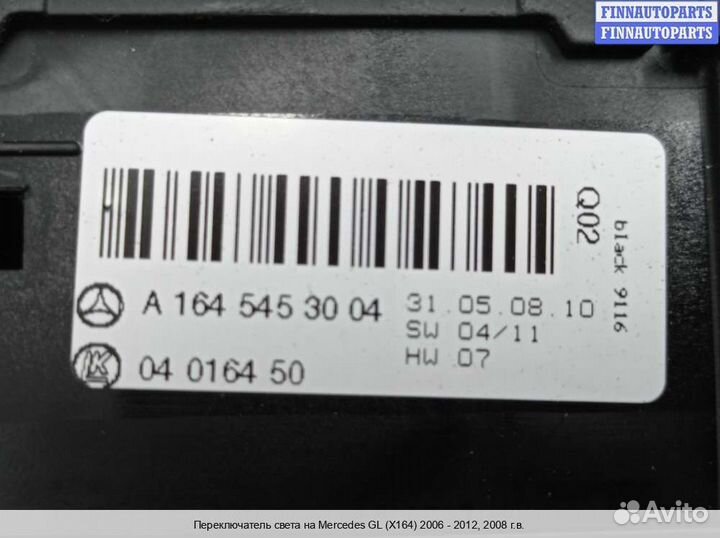 FINNAUTOPARTS
FINNAUTOPARTS
Q02
black 9116
A 164 545 30 04
31.05.08.10
SW 04/11
HW 07
K
04 0164 50
Avito
Переключатель света на Mercedes GL (X164) 2006 - 2012, 2008 г.в.